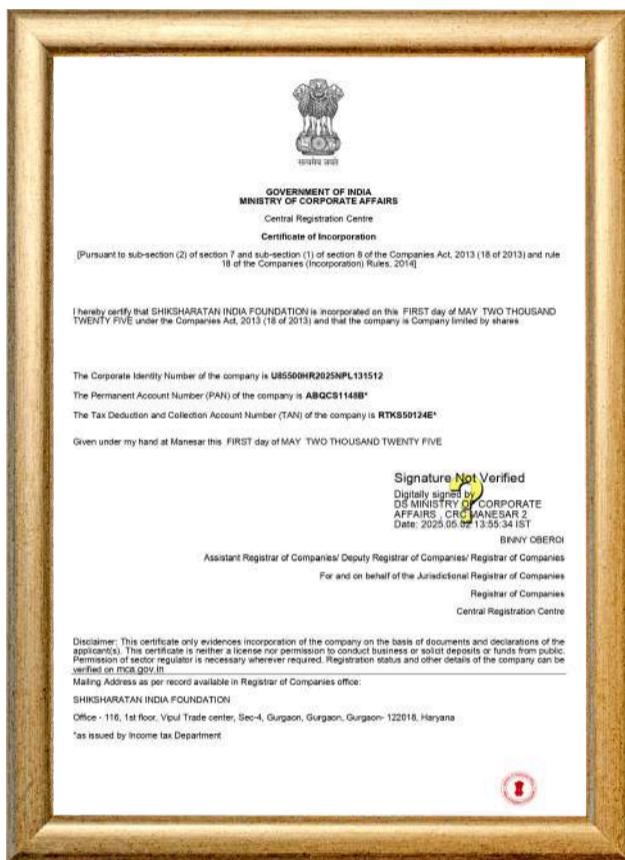 सत्यमेव जयते
GOVERNMENT OF INDIA
MINISTRY OF CORPORATE AFFAIRS
Central Registration Centre
Certificate of Incorporation
[Pursuant to sub-section (2) of section 7 and sub-section (1) of section 8 of the Companies Act, 2013 (18 of 2013) and rule
18 of the Companies (Incorporation) Rules, 2014]
I hereby certify that SHIKSHARATAN INDIA FOUNDATION is incorporated on this FIRST day of MAY TWO THOUSAND
TWENTY FIVE under the Companies Act, 2013 (18 of 2013) and that the company is Company limited by shares
The Corporate Identity Number of the company is U85500HR2025NPL131512
The Permanent Account Number (PAN) of the company is ABQCS1148B*
The Tax Deduction and Collection Account Number (TAN) of the company is RTKS50124E*
Given under my hand at Manesar this FIRST day of MAY TWO THOUSAND TWENTY FIVE
Signature Not Verified
Digitally signed by
DS MINISTRY OF CORPORATE
AFFAIRS , CRC MANESAR 2
Date: 2025.05.02 13:55:34 IST
BINNY OBEROI
Assistant Registrar of Companies/ Deputy Registrar of Companies/ Registrar of Companies
For and on behalf of the Jurisdictional Registrar of Companies
Registrar of Companies
Central Registration Centre
Disclaimer: This certificate only evidences incorporation of the company on the basis of documents and declarations of the
applicant(s). This certificate is neither a license nor permission to conduct business or solicit deposits or funds from public.
Permission of sector regulator is necessary wherever required. Registration status and other details of the company can be
verified on mca.gov.in
Mailing Address as per record available in Registrar of Companies office:
SHIKSHARATAN INDIA FOUNDATION
Office - 116, 1st floor, Vipul Trade center, Sec-4, Gurgaon, Gurgaon, Gurgaon- 122018, Haryana
*as issued by Income tax Department